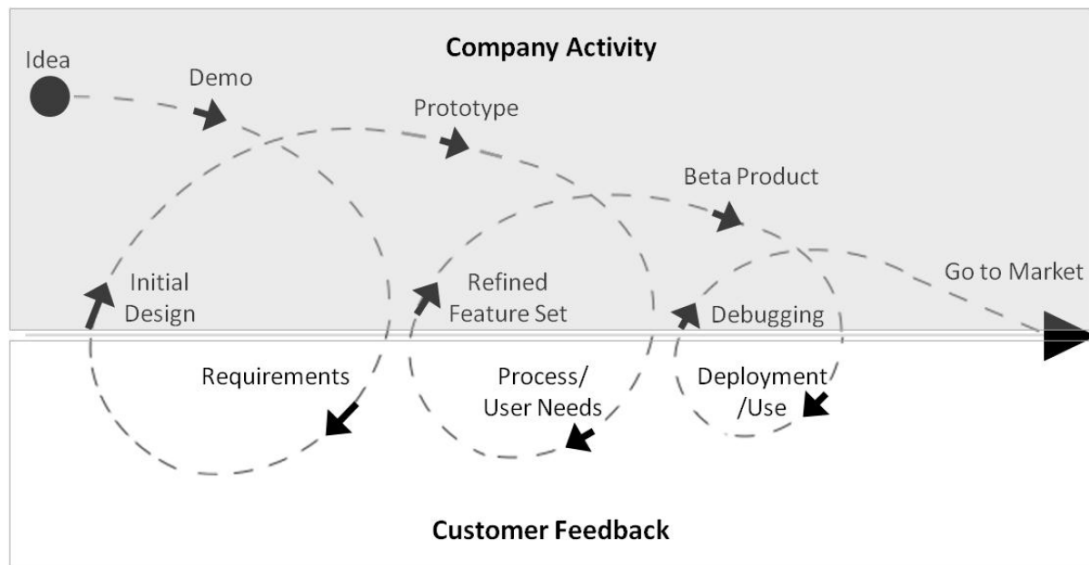 Company Activity
Idea
Demo
Prototype
Beta Product
Go to Market
Initial
Design
Refined
Feature Set
Debugging
Requirements
Process/
User Needs
Deployment
/Use
Customer Feedback